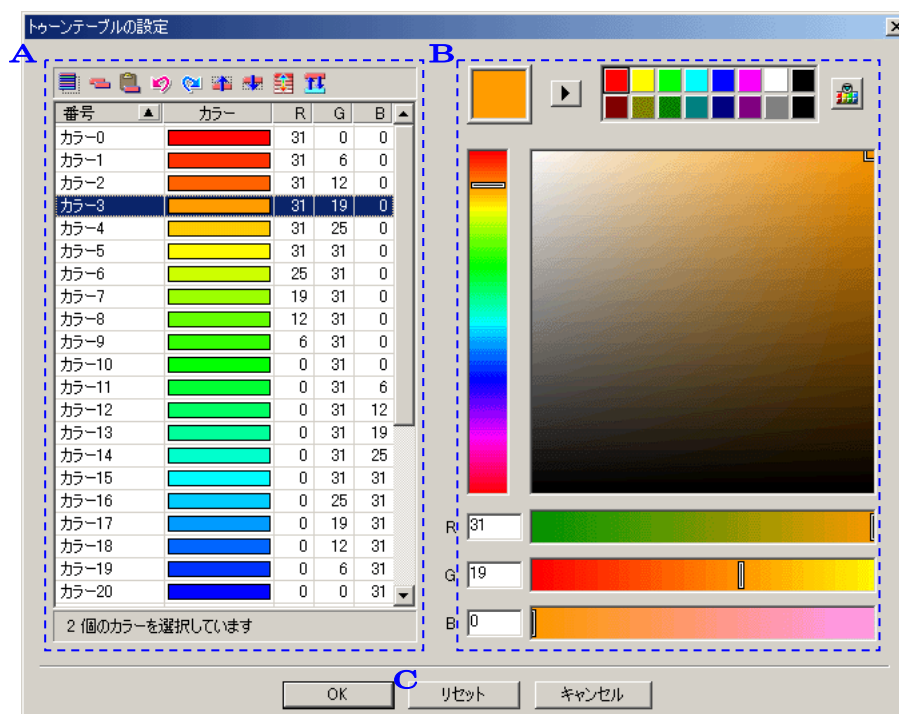 トゥーンテーブルの設定
A
B
番号 カラー R G B
カラー0 31 0 0
カラー1 31 6 0
カラー2 31 12 0
カラー3 31 19 0
カラー4 31 25 0
カラー5 31 31 0
カラー6 25 31 0
カラー7 19 31 0
カラー8 12 31 0
カラー9 6 31 0
カラー10 0 31 0
カラー11 0 31 6
カラー12 0 31 12
カラー13 0 31 19
カラー14 0 31 25
カラー15 0 31 31
カラー16 0 25 31
カラー17 0 19 31
カラー18 0 12 31
カラー19 0 6 31
カラー20 0 0 31
2 個のカラーを選択しています
R 31
G 19
B 0
C
OK
リセット
キャンセル